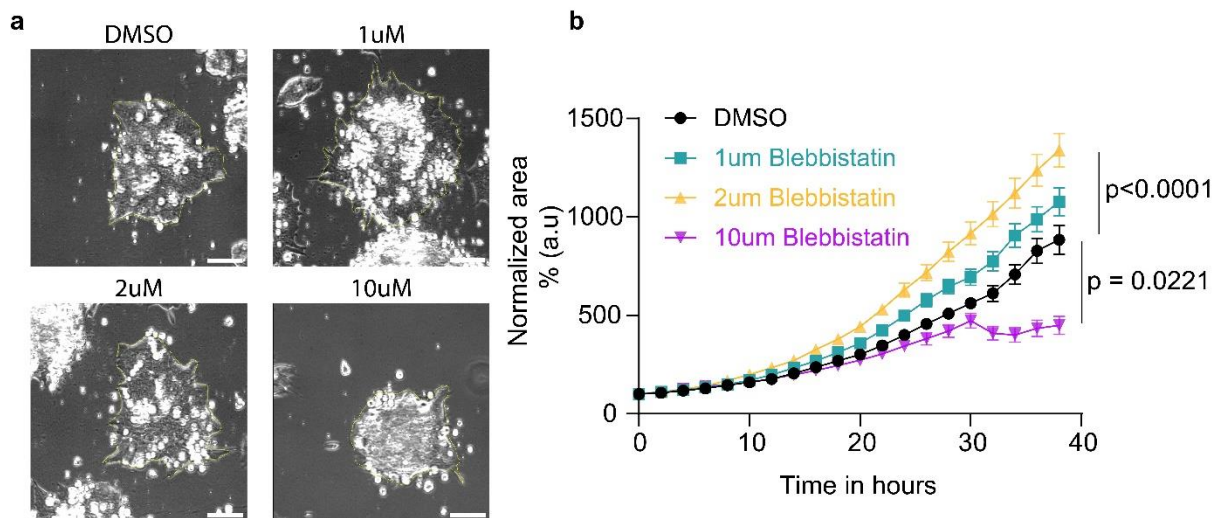 a
DMSO
1uM
2uM
10uM
b
Normalized area
% (a.u)
1500
1000
500
0
DMSO
1um Blebbistatin
2um Blebbistatin
10um Blebbistatin
p<0.0001
p = 0.0221
0 10 20 30 40
Time in hours